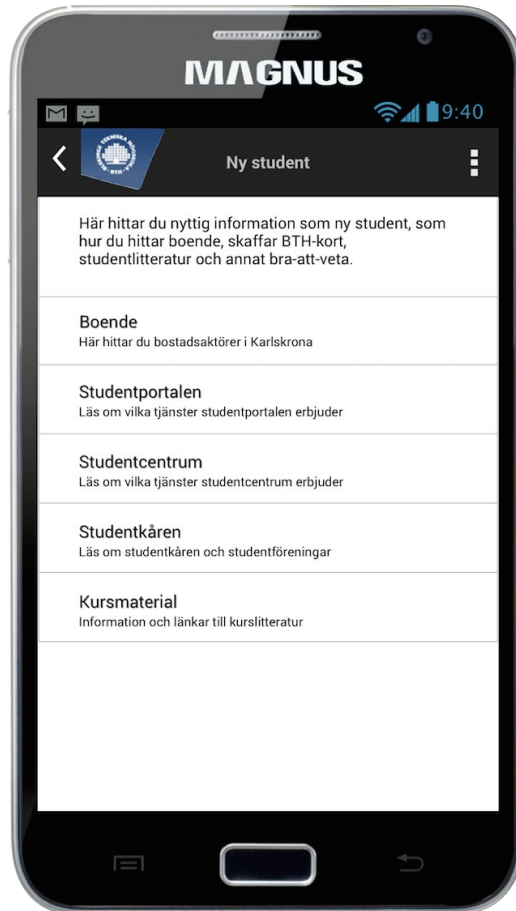 MAGNUS
9:40
Ny student
Här hittar du nyttig information som ny student, som
hur du hittar boende, skaffar BTH-kort,
studentlitteratur och annat bra-att-veta.
Boende
Här hittar du bostadsaktörer i Karlskrona
Studentportalen
Läs om vilka tjänster studentportalen erbjuder
Studentcentrum
Läs om vilka tjänster studentcentrum erbjuder
Studentkåren
Läs om studentkåren och studentföreningar
Kursmaterial
Information och länkar till kurslitteratur